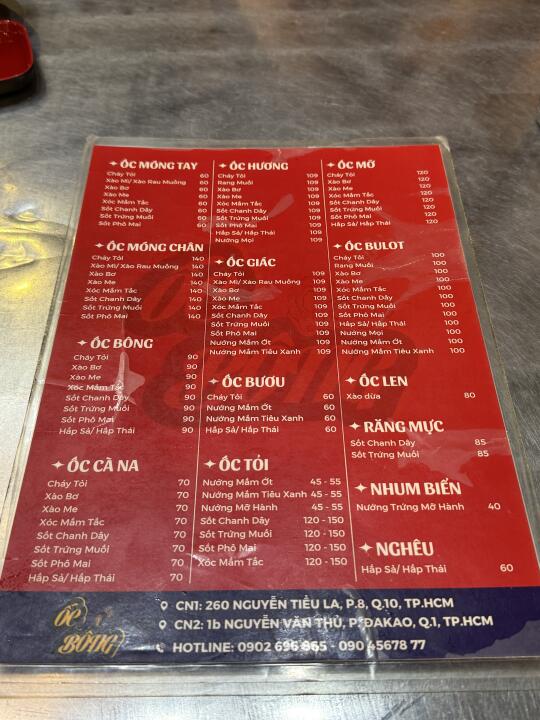 ✦ ỐC MÓNG TAY
Cháy Tỏi 60
Xào Mì/ Xào Rau Muống 60
Xào Bơ 60
Xào Me 60
Xóc Mắm Tắc 60
Sốt Chanh Dây 60
Sốt Trứng Muối 60
Sốt Phô Mai 60
✦ ỐC MÓNG CHÂN
Cháy Tỏi 140
Xào Mì/ Xào Rau Muống 140
Xào Bơ 140
Xào Me 140
Xóc Mắm Tắc 140
Sốt Chanh Dây 140
Sốt Trứng Muối 140
Sốt Phô Mai 140
✦ ỐC BÔNG
Cháy Tỏi 90
Xào Bơ 90
Xào Me 90
Xóc Mắm Tắc 90
Sốt Chanh Dây 90
Sốt Trứng Muối 90
Sốt Phô Mai 90
Hấp Sả/ Hấp Thái 90
✦ ỐC CÀ NA
Cháy Tỏi 70
Xào Bơ 70
Xào Me 70
Xóc Mắm Tắc 70
Sốt Chanh Dây 70
Sốt Trứng Muối 70
Sốt Phô Mai 70
Hấp Sả/ Hấp Thái 70
✦ ỐC HƯƠNG
Cháy Tỏi 109
Rang Muối 109
Xào Bơ 109
Xào Me 109
Xóc Mắm Tắc 109
Sốt Chanh Dây 109
Sốt Trứng Muối 109
Sốt Phô Mai 109
Hấp Sả/ Hấp Thái 109
Nướng Mọi 109
✦ ỐC GIÁC
Cháy Tỏi 109
Xào Mì/ Xào Rau Muống 109
Xào Bơ 109
Xào Me 109
Xóc Mắm Tắc 109
Sốt Chanh Dây 109
Sốt Trứng Muối 109
Sốt Phô Mai 109
Nướng Mắm Ớt 109
Nướng Mắm Tiêu Xanh 109
✦ ỐC BƯƠU
Cháy Tỏi 60
Nướng Mắm Ớt 60
Nướng Mắm Tiêu Xanh 60
Hấp Sả/ Hấp Thái 60
✦ ỐC TỎI
Nướng Mắm Ớt 45 - 55
Nướng Mắm Tiêu Xanh 45 - 55
Nướng Mỡ Hành 45 - 55
Sốt Chanh Dây 120 - 150
Sốt Trứng Muối 120 - 150
Sốt Phô Mai 120 - 150
Xóc Mắm Tắc 120 - 150
✦ ỐC MỠ
Cháy Tỏi 120
Xào Bơ 120
Xào Me 120
Xóc Mắm Tắc 120
Sốt Chanh Dây 120
Sốt Trứng Muối 120
Sốt Phô Mai 120
Hấp Sả/ Hấp Thái 120
✦ ỐC BULOT
Cháy Tỏi 100
Rang Muối 100
Xào Bơ 100
Xào Me 100
Xóc Mắm Tắc 100
Sốt Chanh Dây 100
Sốt Trứng Muối 100
Sốt Phô Mai 100
Hấp Sả/ Hấp Thái 100
Nướng Mọi 100
Nướng Mắm Ớt 100
Nướng Mắm Tiêu Xanh 100
✦ ỐC LEN
Xào dừa 80
✦ RĂNG MỰC
Sốt Chanh Dây 85
Sốt Trứng Muối 85
✦ NHUM BIỂN
Nướng Trứng Mỡ Hành 40
✦ NGHÊU
Hấp Sả/ Hấp Thái 60
ỐC BÔNG
CN1: 260 NGUYỄN TIỂU LA, P.8, Q.10, TP.HCM
CN2: 1b NGUYỄN VĂN THỦ, P. ĐAKAO, Q.1, TP.HCM
HOTLINE: 0902 696 865 - 090 45678 77